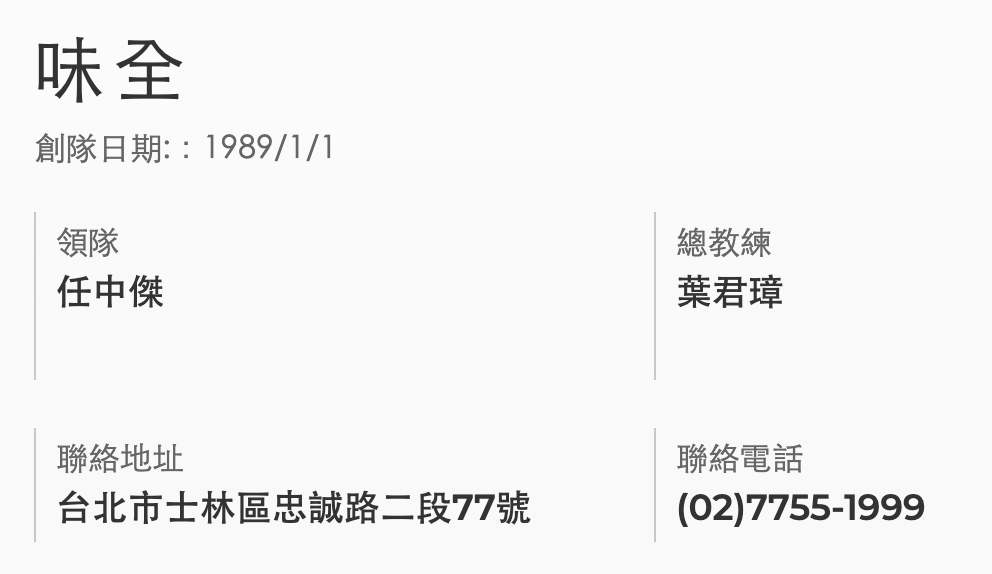 味全
創隊日期:：1989/1/1
領隊
任中傑
總教練
葉君璋
聯絡地址
台北市士林區忠誠路二段77號
聯絡電話
(02)7755-1999